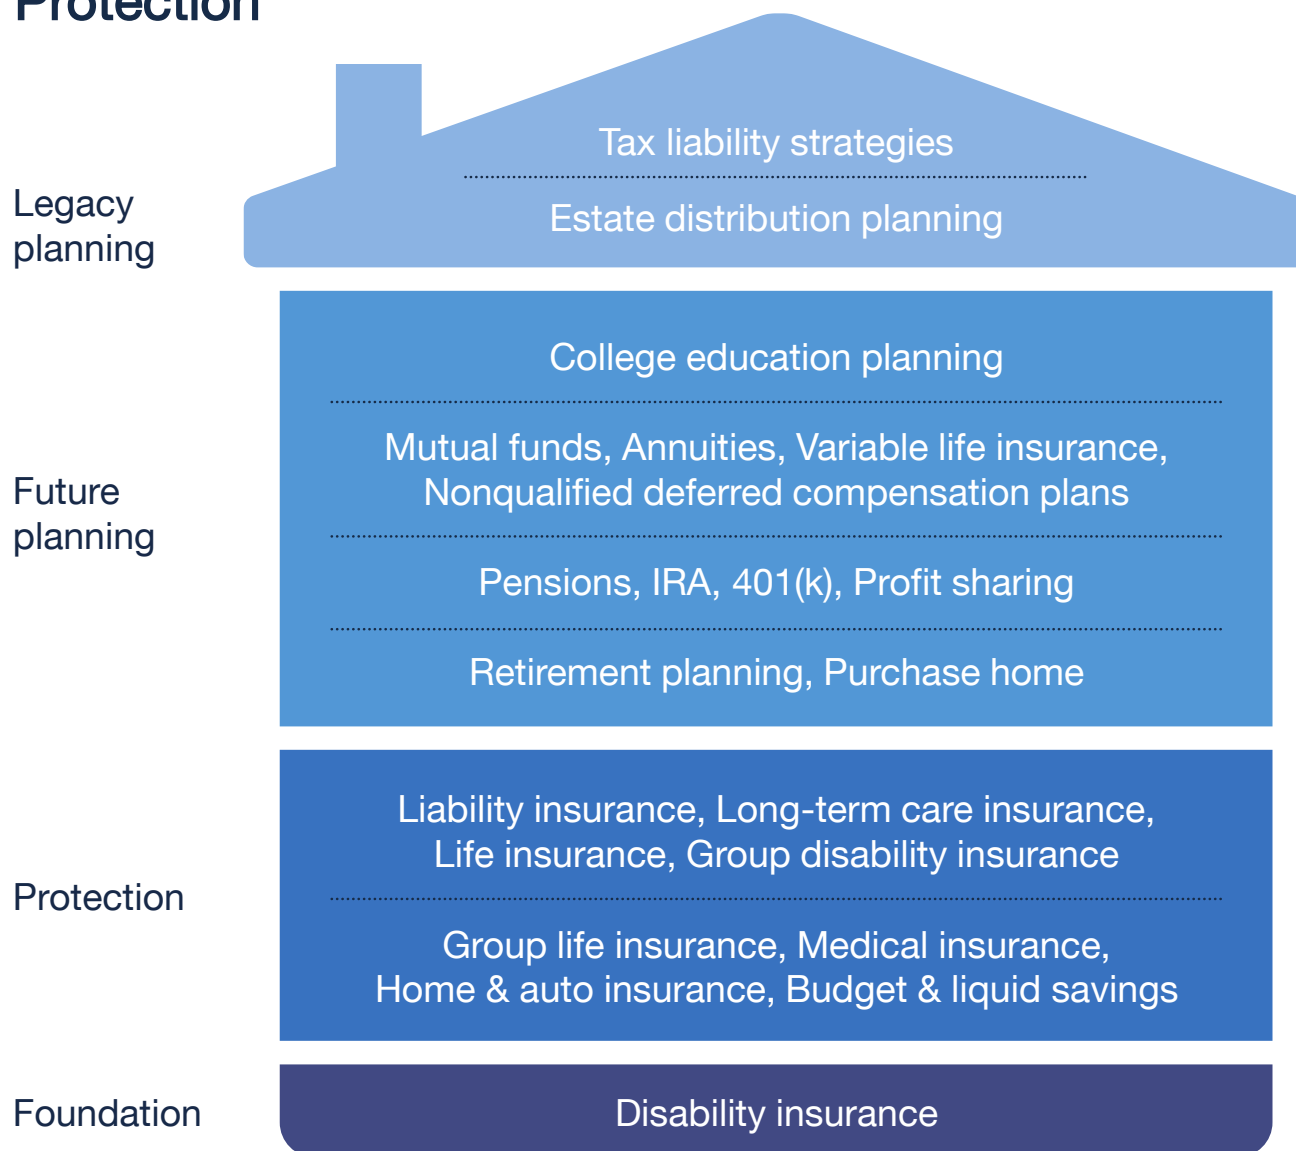 Protection
Tax liability strategies
Legacy
planning
Estate distribution planning
College education planning
Mutual funds, Annuities, Variable life insurance,
Nonqualified deferred compensation plans
Future
planning
Pensions, IRA, 401(k), Profit sharing
Retirement planning, Purchase home
Liability insurance, Long-term care insurance,
Life insurance, Group disability insurance
Protection
Group life insurance, Medical insurance,
Home & auto insurance, Budget & liquid savings
Foundation
Disability insurance